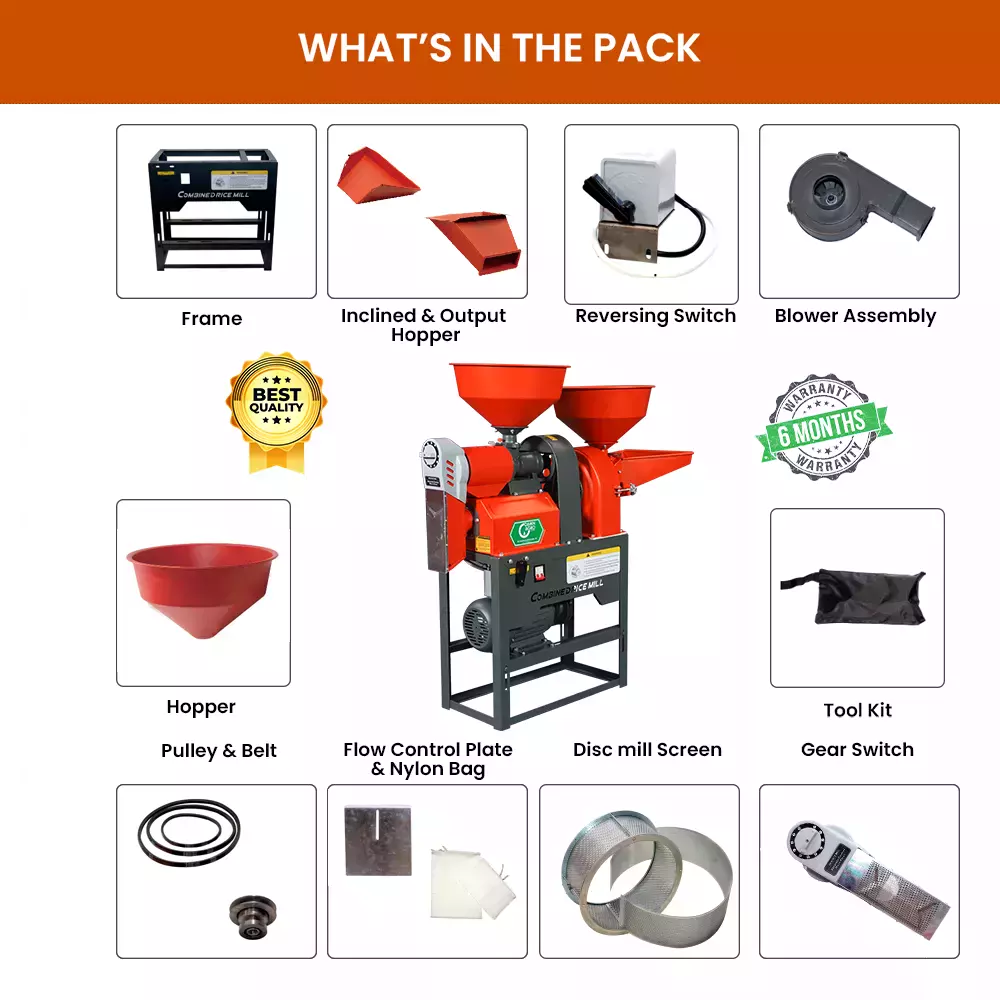 WHAT'S IN THE PACK
COMBINED RICE MILL
Frame
Inclined & Output
Hopper
Reversing Switch
Blower Assembly
BEST
QUALITY
WARRANTY
6 MONTHS
WARRANTY
COMBINED RICE MILL
Hopper
Tool Kit
Pulley & Belt
Flow Control Plate
& Nylon Bag
Disc mill Screen
Gear Switch